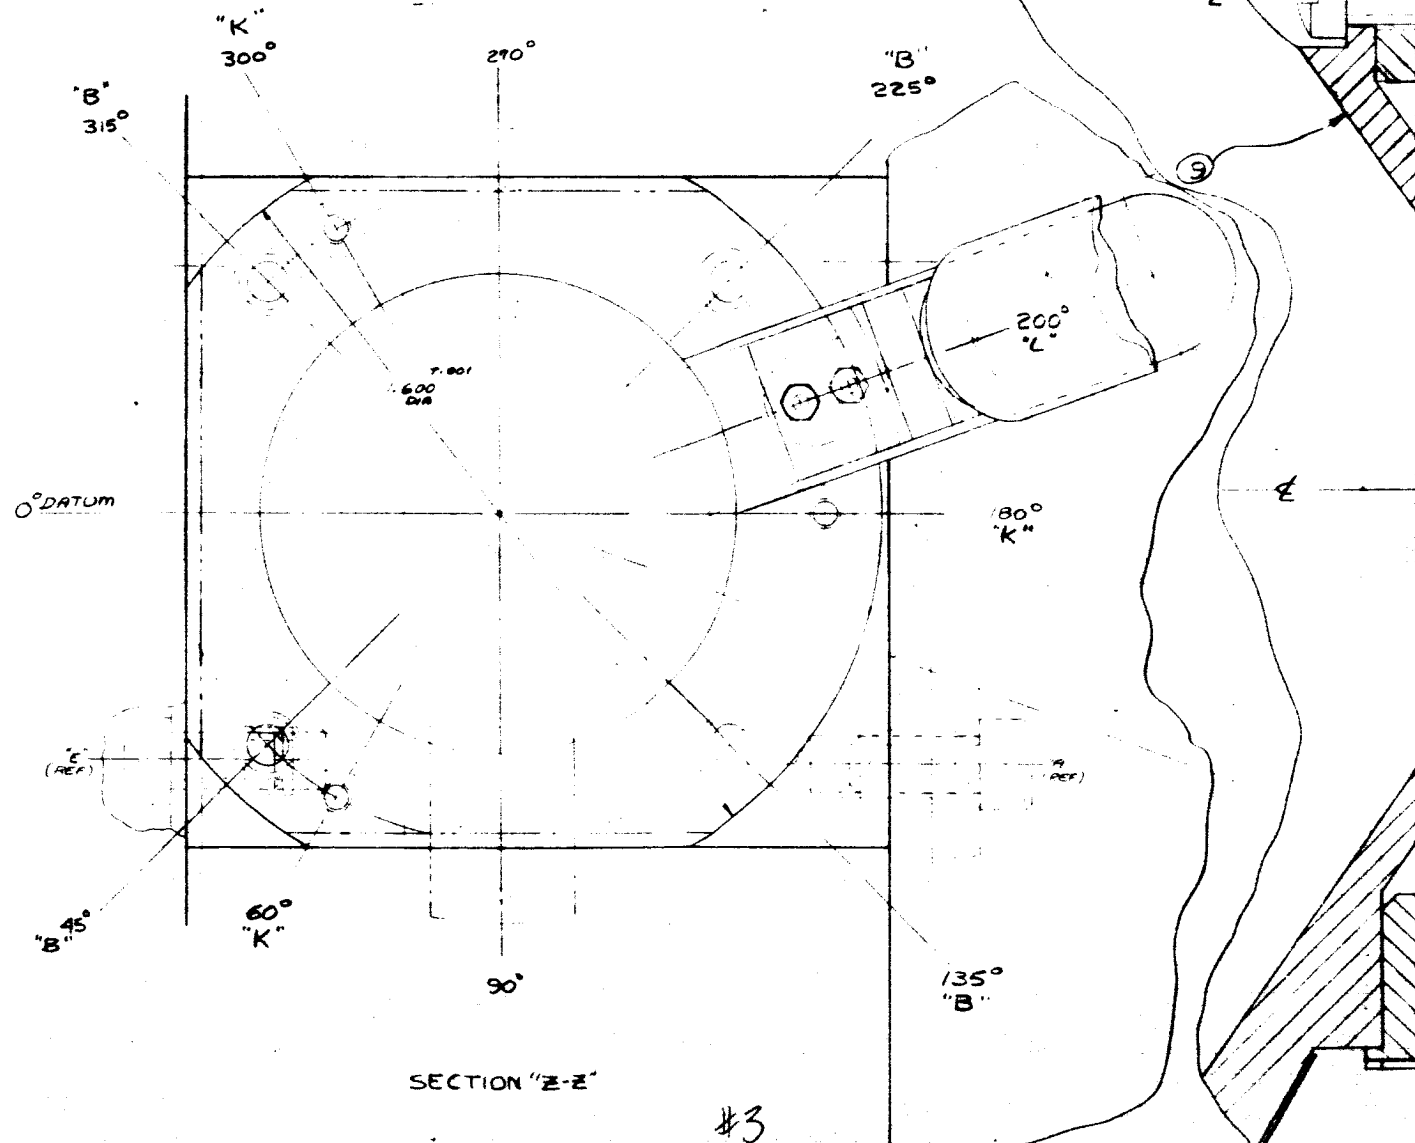 "K"
300°
270°
"B"
225°
"B"
315°
9
T.001
.600
DIA
200°
"L"
0° DATUM
180°
"K"
℄
"E"
(REF)
"A"
(REF)
45°
"B"
60°
"K"
90°
135°
"B"
SECTION "Z-Z"
#3